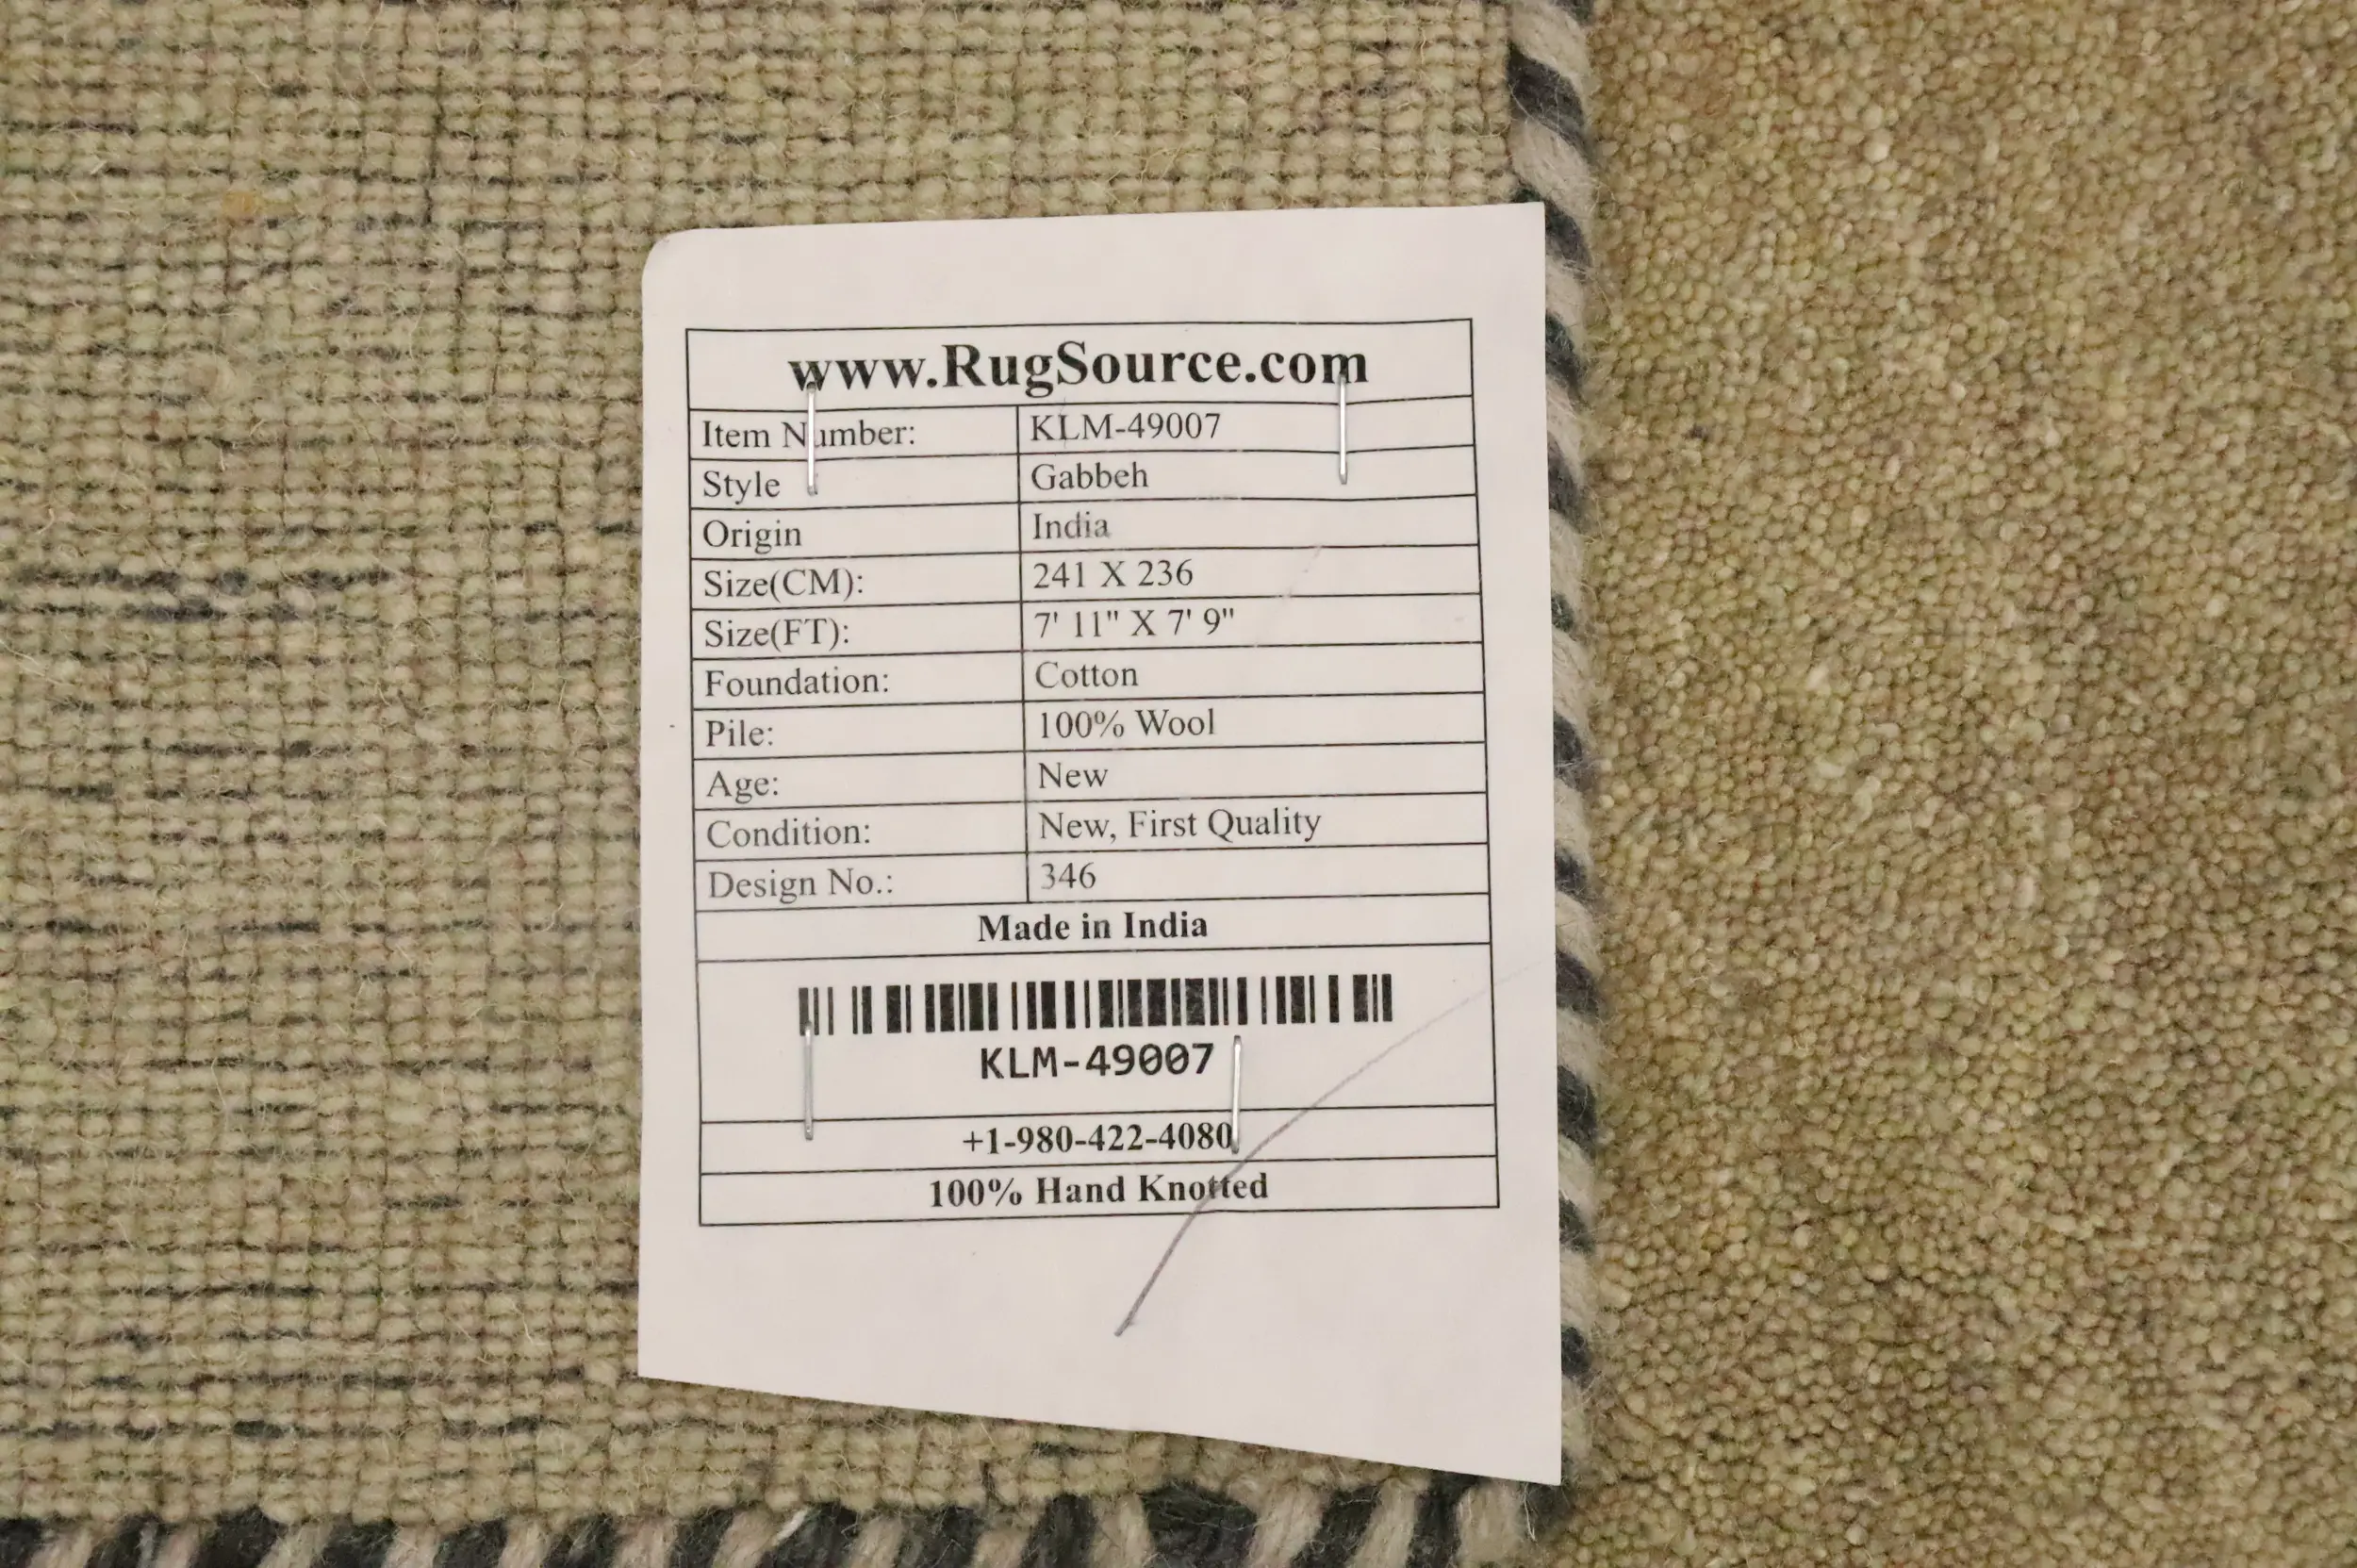 www.RugSource.com
Item Number: KLM-49007
Style Gabbeh
Origin India
Size(CM): 241 X 236
Size(FT): 7' 11" X 7' 9"
Foundation: Cotton
Pile: 100% Wool
Age: New
Condition: New, First Quality
Design No.: 346
Made in India
KLM-49007
+1-980-422-4080
100% Hand Knotted